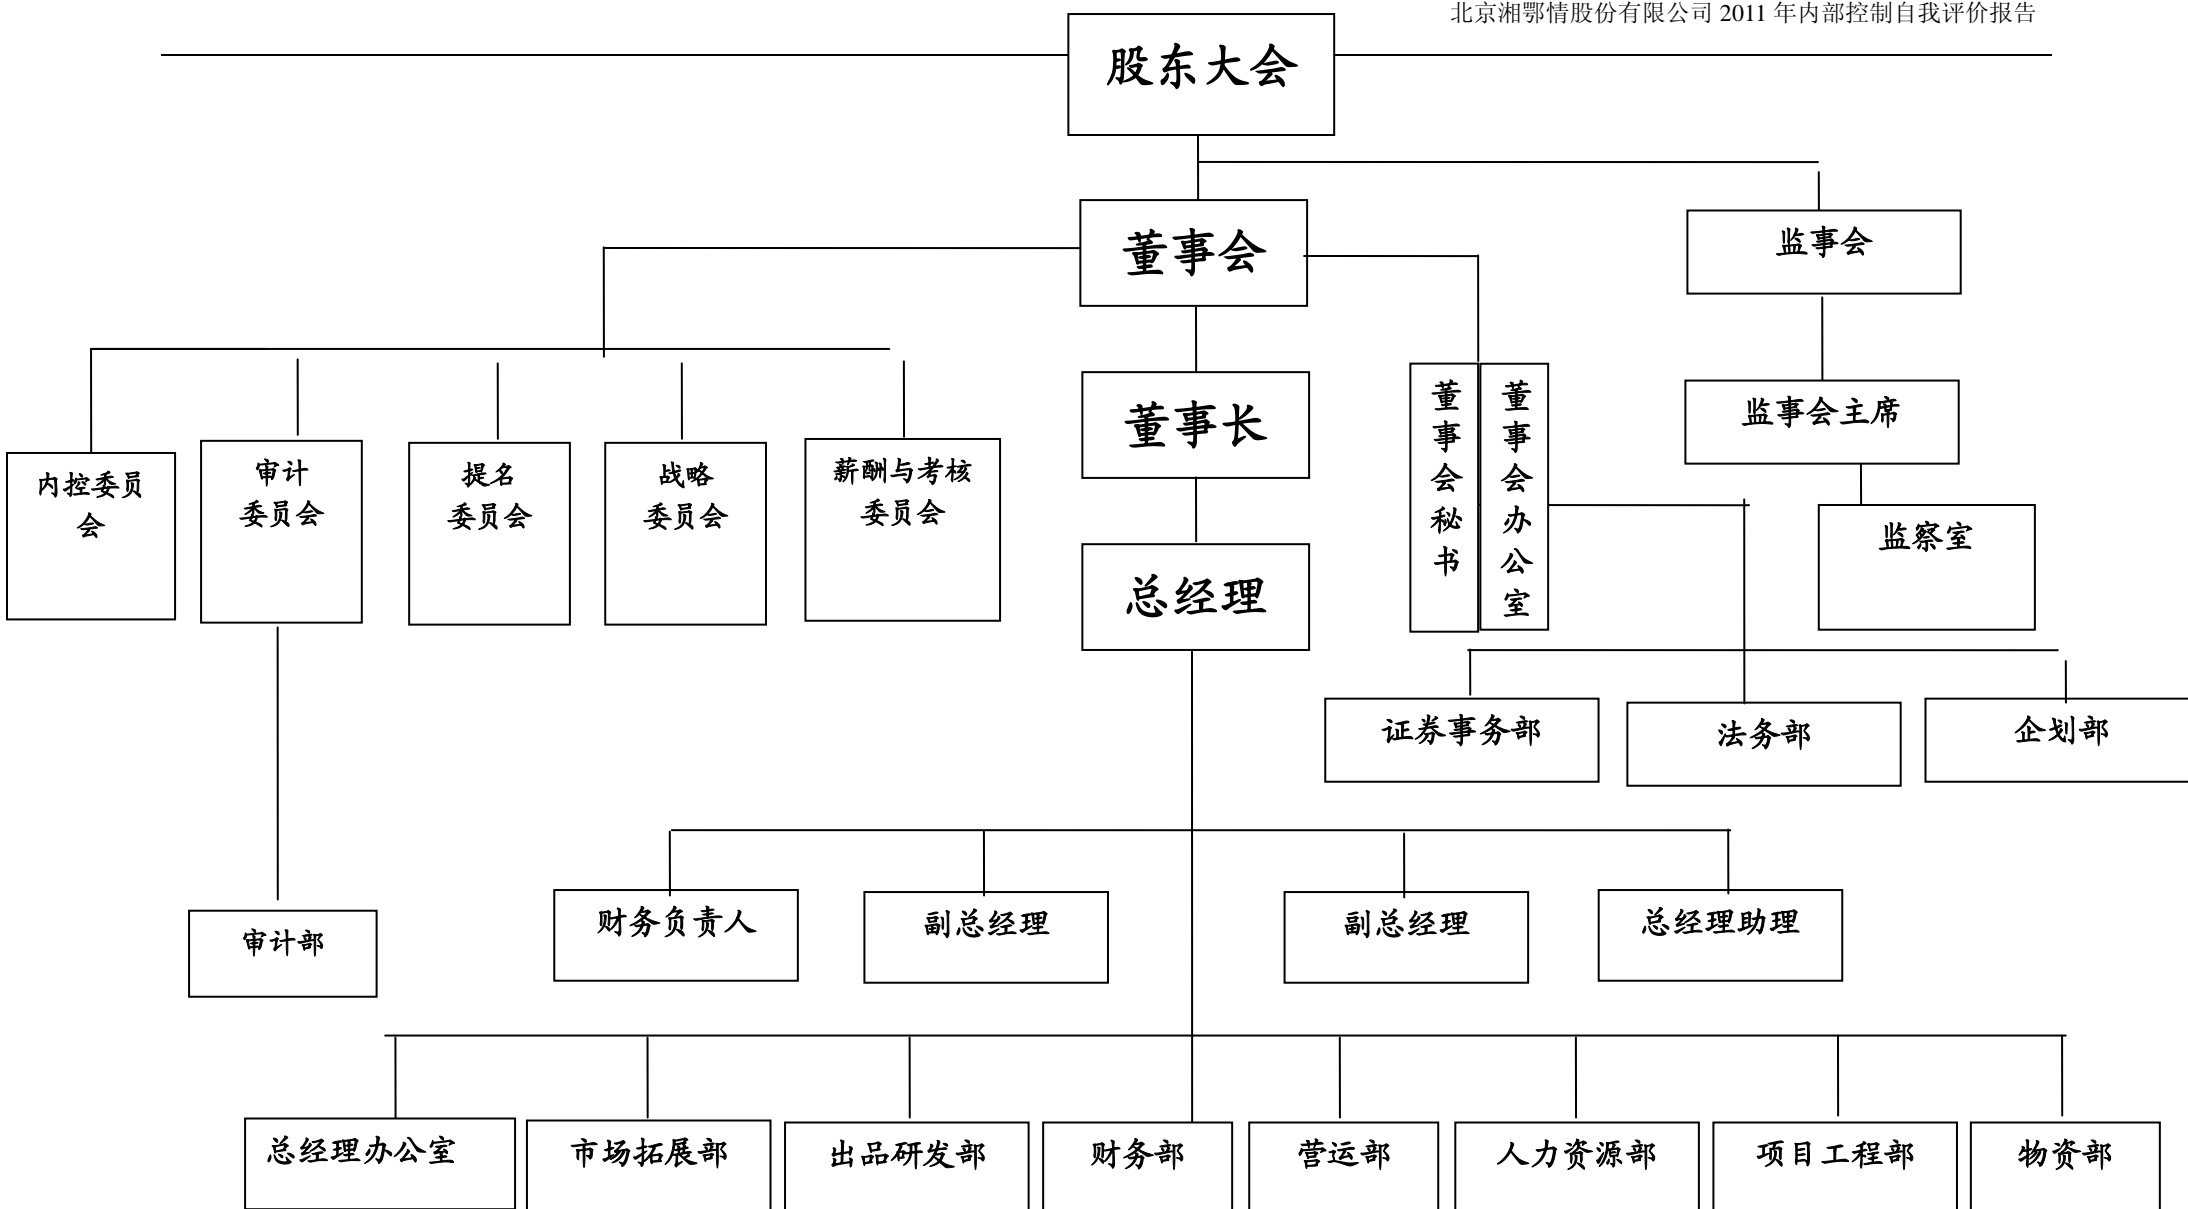 北京湘鄂情股份有限公司 2011 年内部控制自我评价报告
股东大会
董事会
监事会
董事长
董事会秘书
董事会办公室
监事会主席
内控委员
会
审计
委员会
提名
委员会
战略
委员会
薪酬与考核
委员会
监察室
总经理
证券事务部
法务部
企划部
审计部
财务负责人
副总经理
副总经理
总经理助理
总经理办公室
市场拓展部
出品研发部
财务部
营运部
人力资源部
项目工程部
物资部